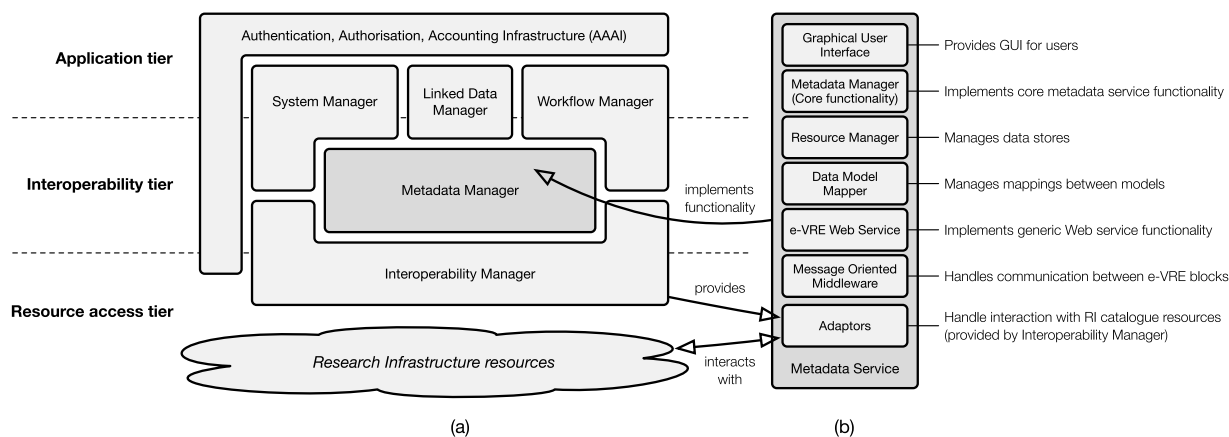 Authentication, Authorisation, Accounting Infrastructure (AAAI)
Application tier
System Manager
Linked Data
Manager
Workflow Manager
Interoperability tier
Metadata Manager
implements
functionality
Interoperability Manager
provides
Resource access tier
Research Infrastructure resources
interacts
with
(a)
Graphical User
Interface
Provides GUI for users
Metadata Manager
(Core functionality)
Implements core metadata service functionality
Resource Manager
Manages data stores
Data Model
Mapper
Manages mappings between models
e-VRE Web Service
Implements generic Web service functionality
Message Oriented
Middleware
Handles communication between e-VRE blocks
Adaptors
Handle interaction with RI catalogue resources
(provided by Interoperability Manager)
Metadata Service
(b)